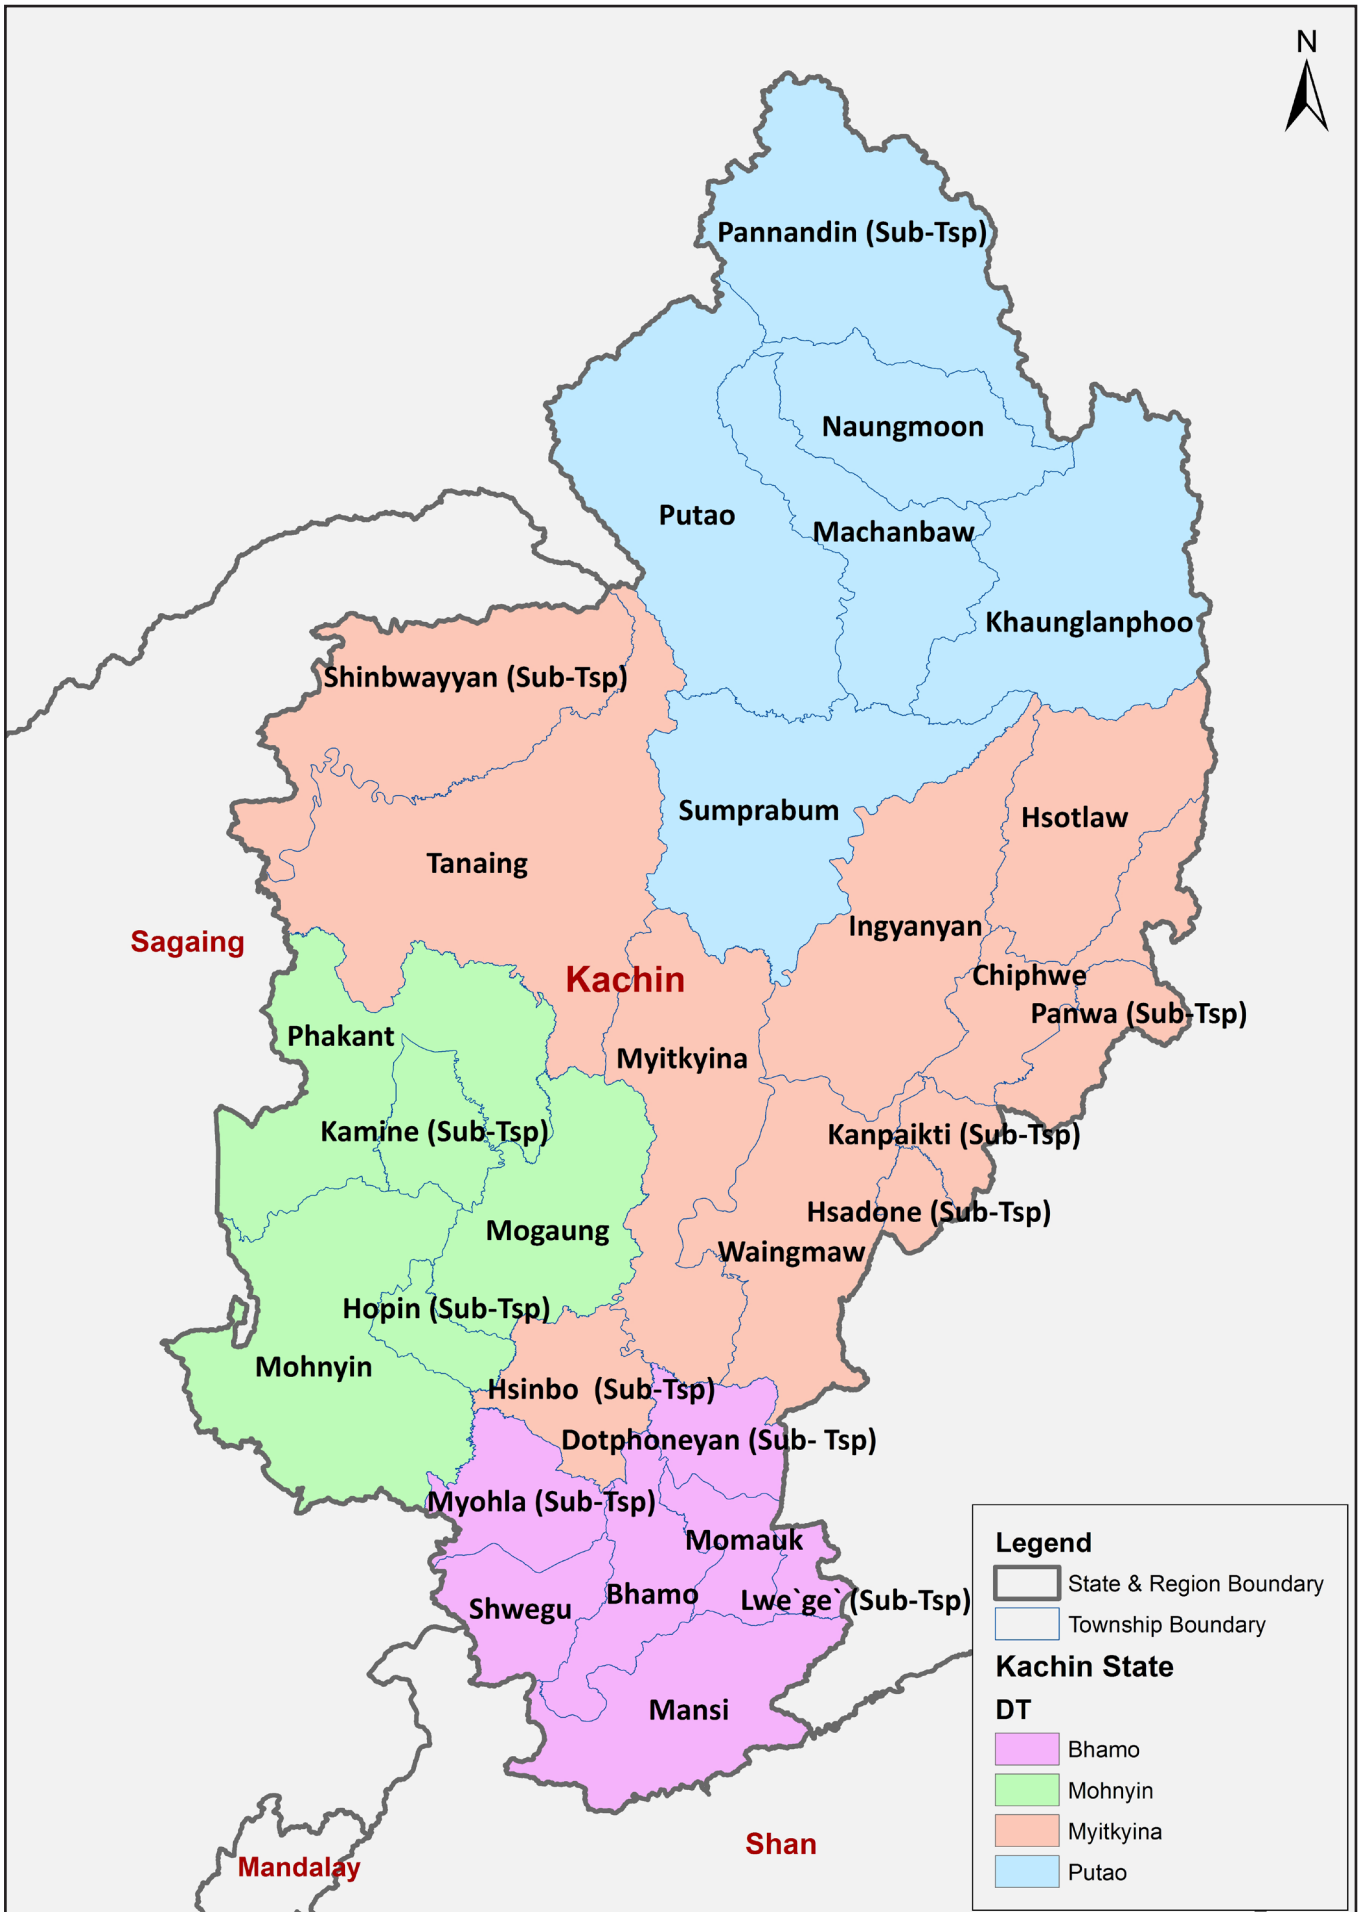 N
Pannandin (Sub-Tsp)
Naungmoon
Putao
Machanbaw
Khaunglanphoo
Shinbwayyan (Sub-Tsp)
Sumprabum
Hsotlaw
Tanaing
Ingyanyan
Sagaing
Kachin
Chiphwe
Panwa (Sub-Tsp)
Phakant
Myitkyina
Kamine (Sub-Tsp)
Kanpaikti (Sub-Tsp)
Hsadone (Sub-Tsp)
Mogaung
Waingmaw
Hopin (Sub-Tsp)
Mohnyin
Hsinbo (Sub-Tsp)
Dotphoneyan (Sub- Tsp)
Myohla (Sub-Tsp)
Momauk
Bhamo
Lwe`ge` (Sub-Tsp)
Shwegu
Mansi
Shan
Mandalay
Legend
State & Region Boundary
Township Boundary
Kachin State
DT
Bhamo
Mohnyin
Myitkyina
Putao